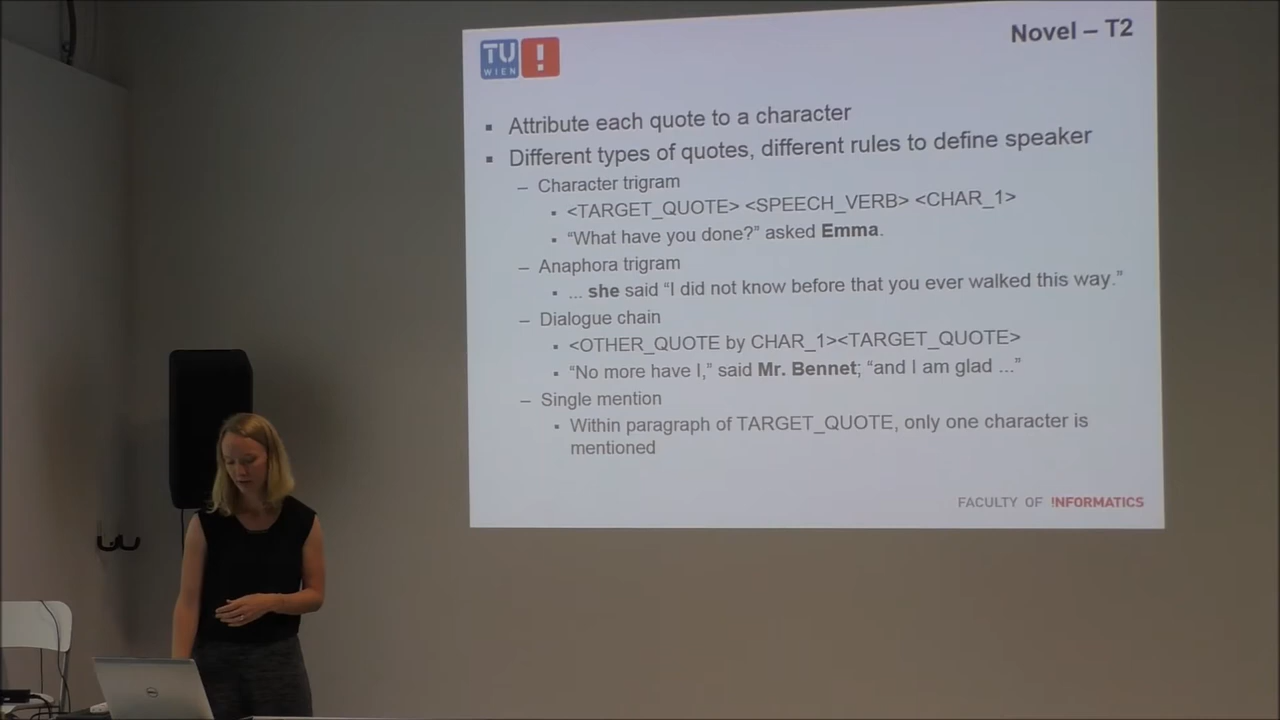 TU
WIEN
!
Novel – T2
▪ Attribute each quote to a character
▪ Different types of quotes, different rules to define speaker
– Character trigram
▪ <TARGET_QUOTE> <SPEECH_VERB> <CHAR_1>
▪ “What have you done?” asked Emma.
– Anaphora trigram
▪ ... she said “I did not know before that you ever walked this way.”
– Dialogue chain
▪ <OTHER_QUOTE by CHAR_1><TARGET_QUOTE>
▪ “No more have I,” said Mr. Bennet; “and I am glad ...”
– Single mention
▪ Within paragraph of TARGET_QUOTE, only one character is
mentioned
FACULTY OF !NFORMATICS